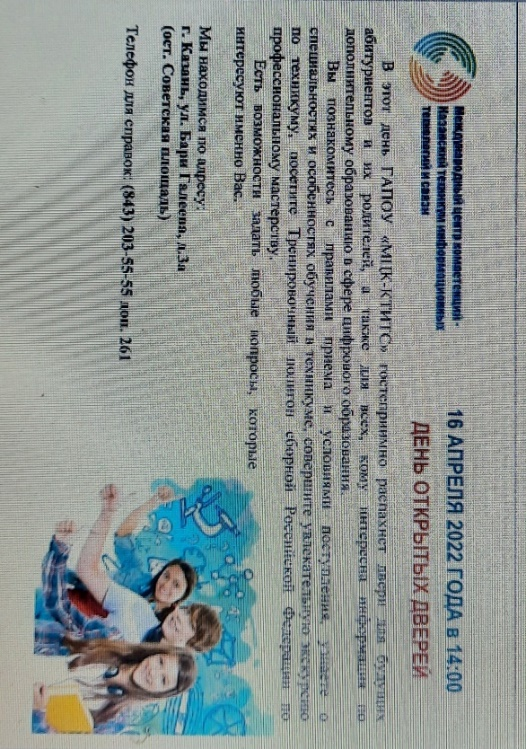 Международный центр компетенций -
Казанский техникум информационных
технологий и связи
16 АПРЕЛЯ 2022 ГОДА в 14:00
ДЕНЬ ОТКРЫТЫХ ДВЕРЕЙ
В этот день ГАПОУ «МЦК-КТИТС» гостеприимно распахнет двери для будущих
абитуриентов и их родителей, а также для всех, кому интересна информация по
дополнительному образованию в сфере цифрового образования.
Вы познакомитесь с правилами приема и условиями поступления, узнаете о
специальностях и особенностях обучения в техникуме, совершите увлекательную экскурсию
по техникуму, посетите Тренировочный полигон сборной Российской Федерации по
профессиональному мастерству.
Есть возможности задать любые вопросы, которые
интересуют именно Вас.
Мы находимся по адресу:
г. Казань, ул. Бари Галеева, д.3а
(ост. Советская площадь)
Телефон для справок: (843) 203-55-55 доп. 261